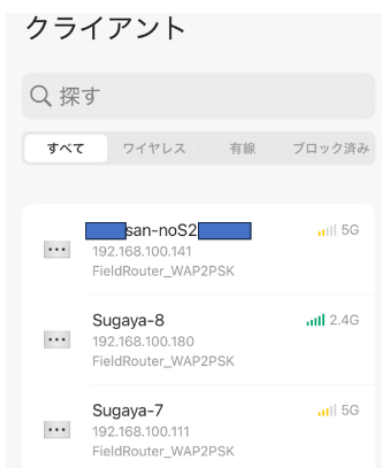 クライアント
探す
すべて ワイヤレス 有線 ブロック済み
san-noS2 5G
192.168.100.141
FieldRouter_WAP2PSK
Sugaya-8 2.4G
192.168.100.180
FieldRouter_WAP2PSK
Sugaya-7 5G
192.168.100.111
FieldRouter_WAP2PSK